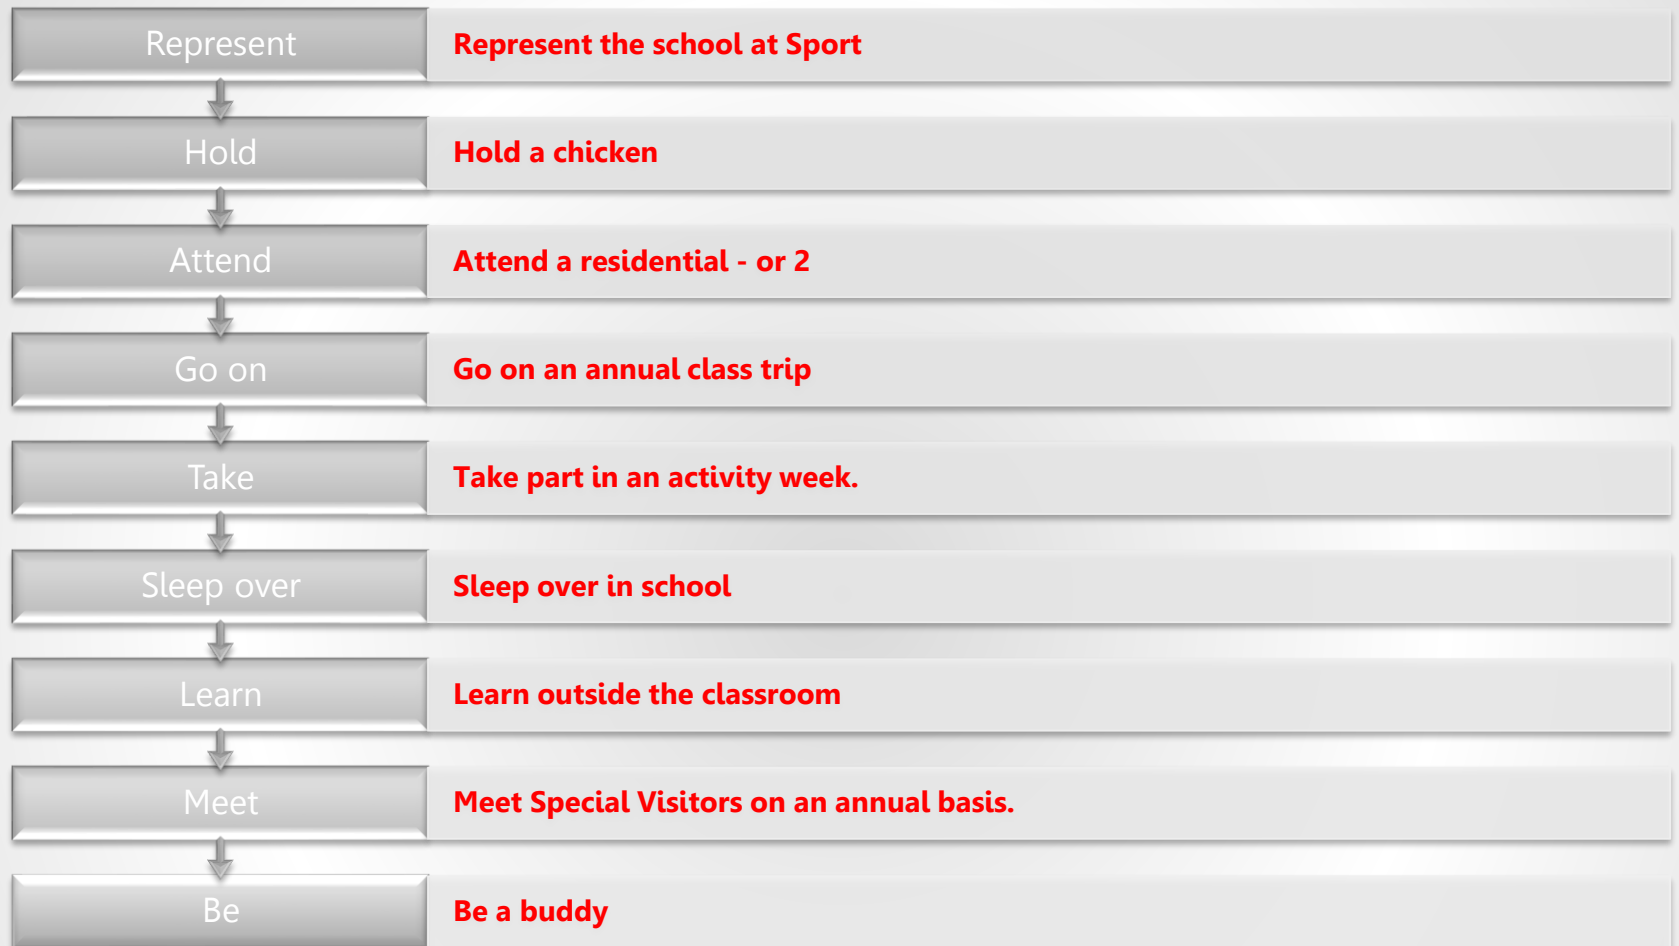 Represent
Represent the school at Sport
Hold
Hold a chicken
Attend
Attend a residential - or 2
Go on
Go on an annual class trip
Take
Take part in an activity week.
Sleep over
Sleep over in school
Learn
Learn outside the classroom
Meet
Meet Special Visitors on an annual basis.
Be
Be a buddy